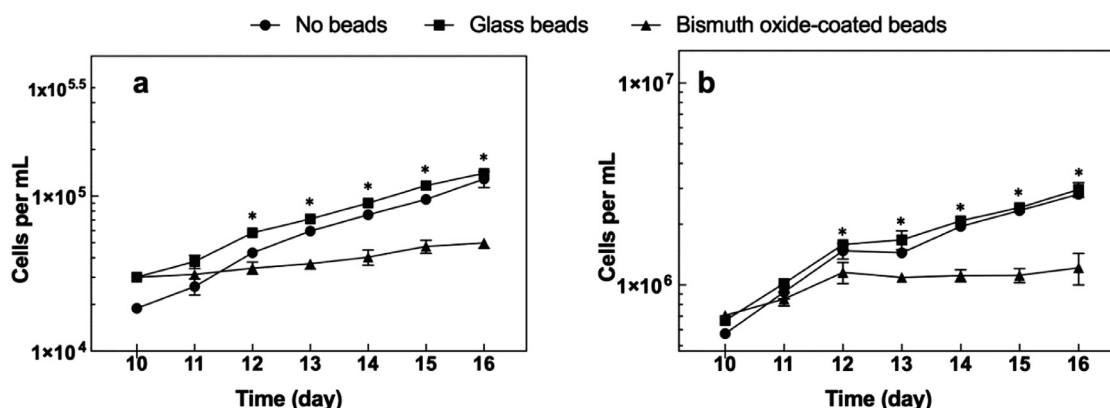 No beads Glass beads Bismuth oxide-coated beads
a
1x10^5.5
1×10^5
1×10^4
Cells per mL
* * * * *
10 11 12 13 14 15 16
Time (day)
b
1×10^7
1×10^6
Cells per mL
* * * * *
10 11 12 13 14 15 16
Time (day)